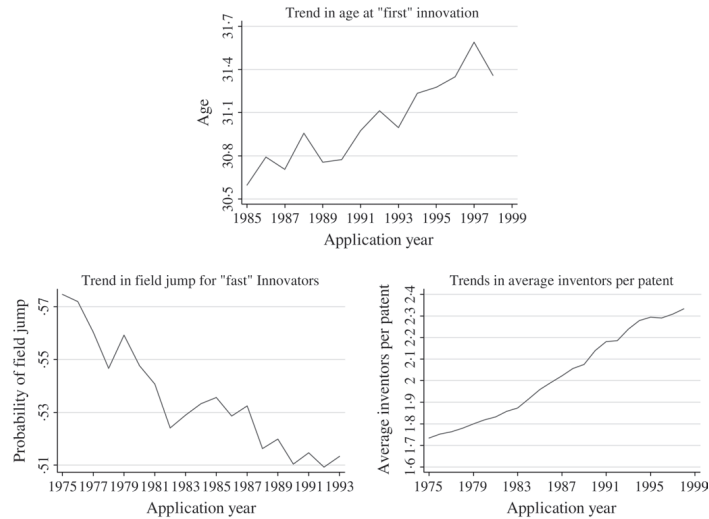 Trend in age at "first" innovation
Age
31·7
31·4
31·1
30·8
30·5
1985 1987 1989 1991 1993 1995 1997 1999
Application year
Trend in field jump for "fast" Innovators
Probability of field jump
·57
·55
·53
·51
1975 1977 1979 1981 1983 1985 1987 1989 1991 1993
Application year
Trends in average inventors per patent
Average inventors per patent
2·4
2·3
2·2
2·1
2
1·9
1·8
1·7
1·6
1975 1979 1983 1987 1991 1995 1999
Application year